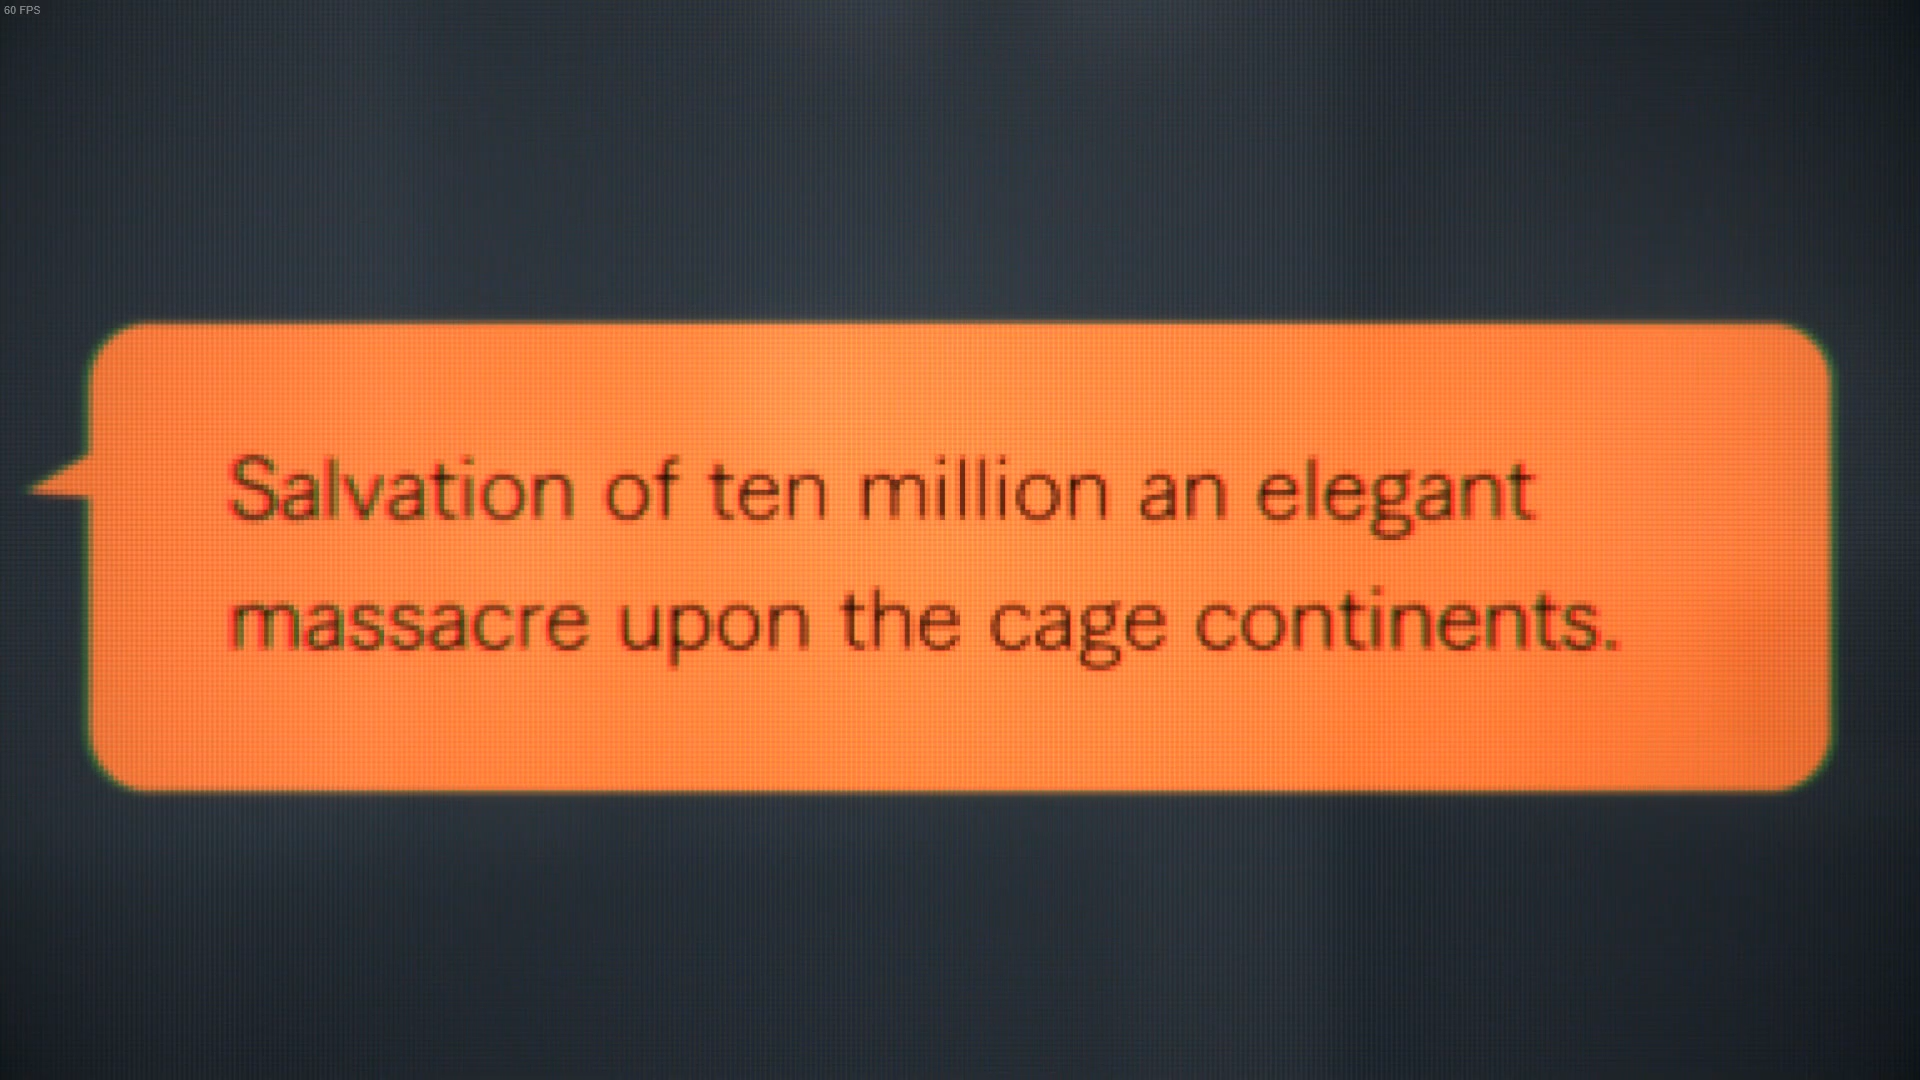 60 FPS
Salvation of ten million an elegant
massacre upon the cage continents.